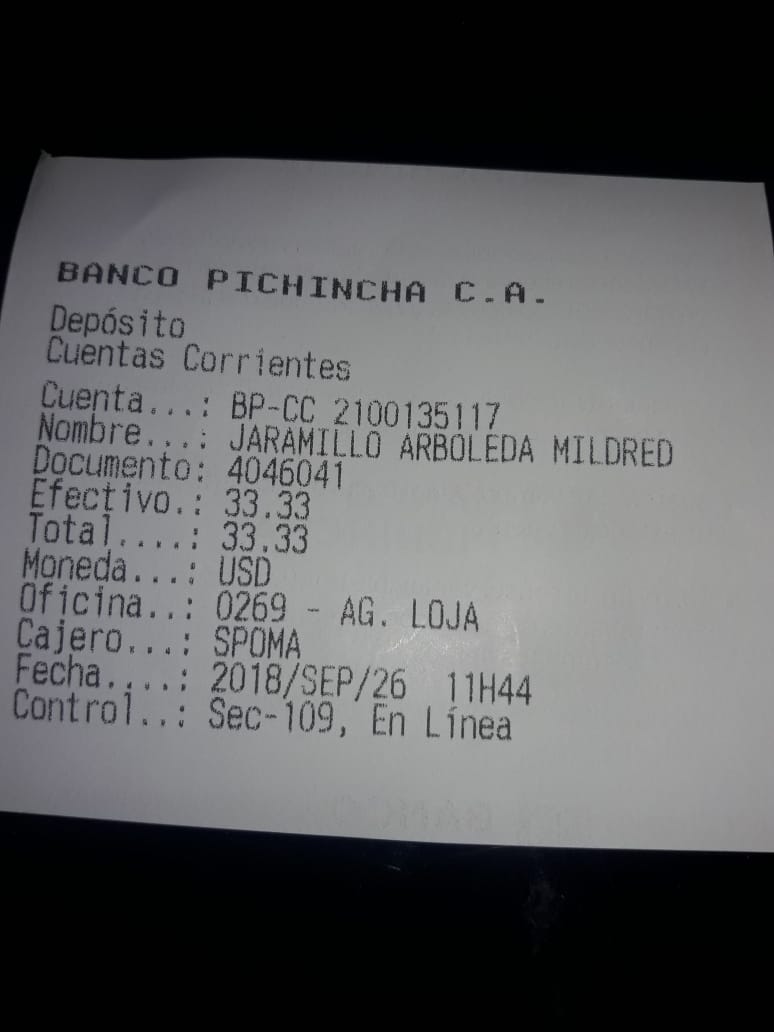 BANCO PICHINCHA C.A.
Depósito
Cuentas Corrientes
Cuenta...: BP-CC 2100135117
Nombre...: JARAMILLO ARBOLEDA MILDRED
Documento: 4046041
Efectivo.: 33.33
Total....: 33.33
Moneda...: USD
Oficina..: 0269 - AG. LOJA
Cajero...: SPOMA
Fecha....: 2018/SEP/26 11H44
Control..: Sec-109, En Línea